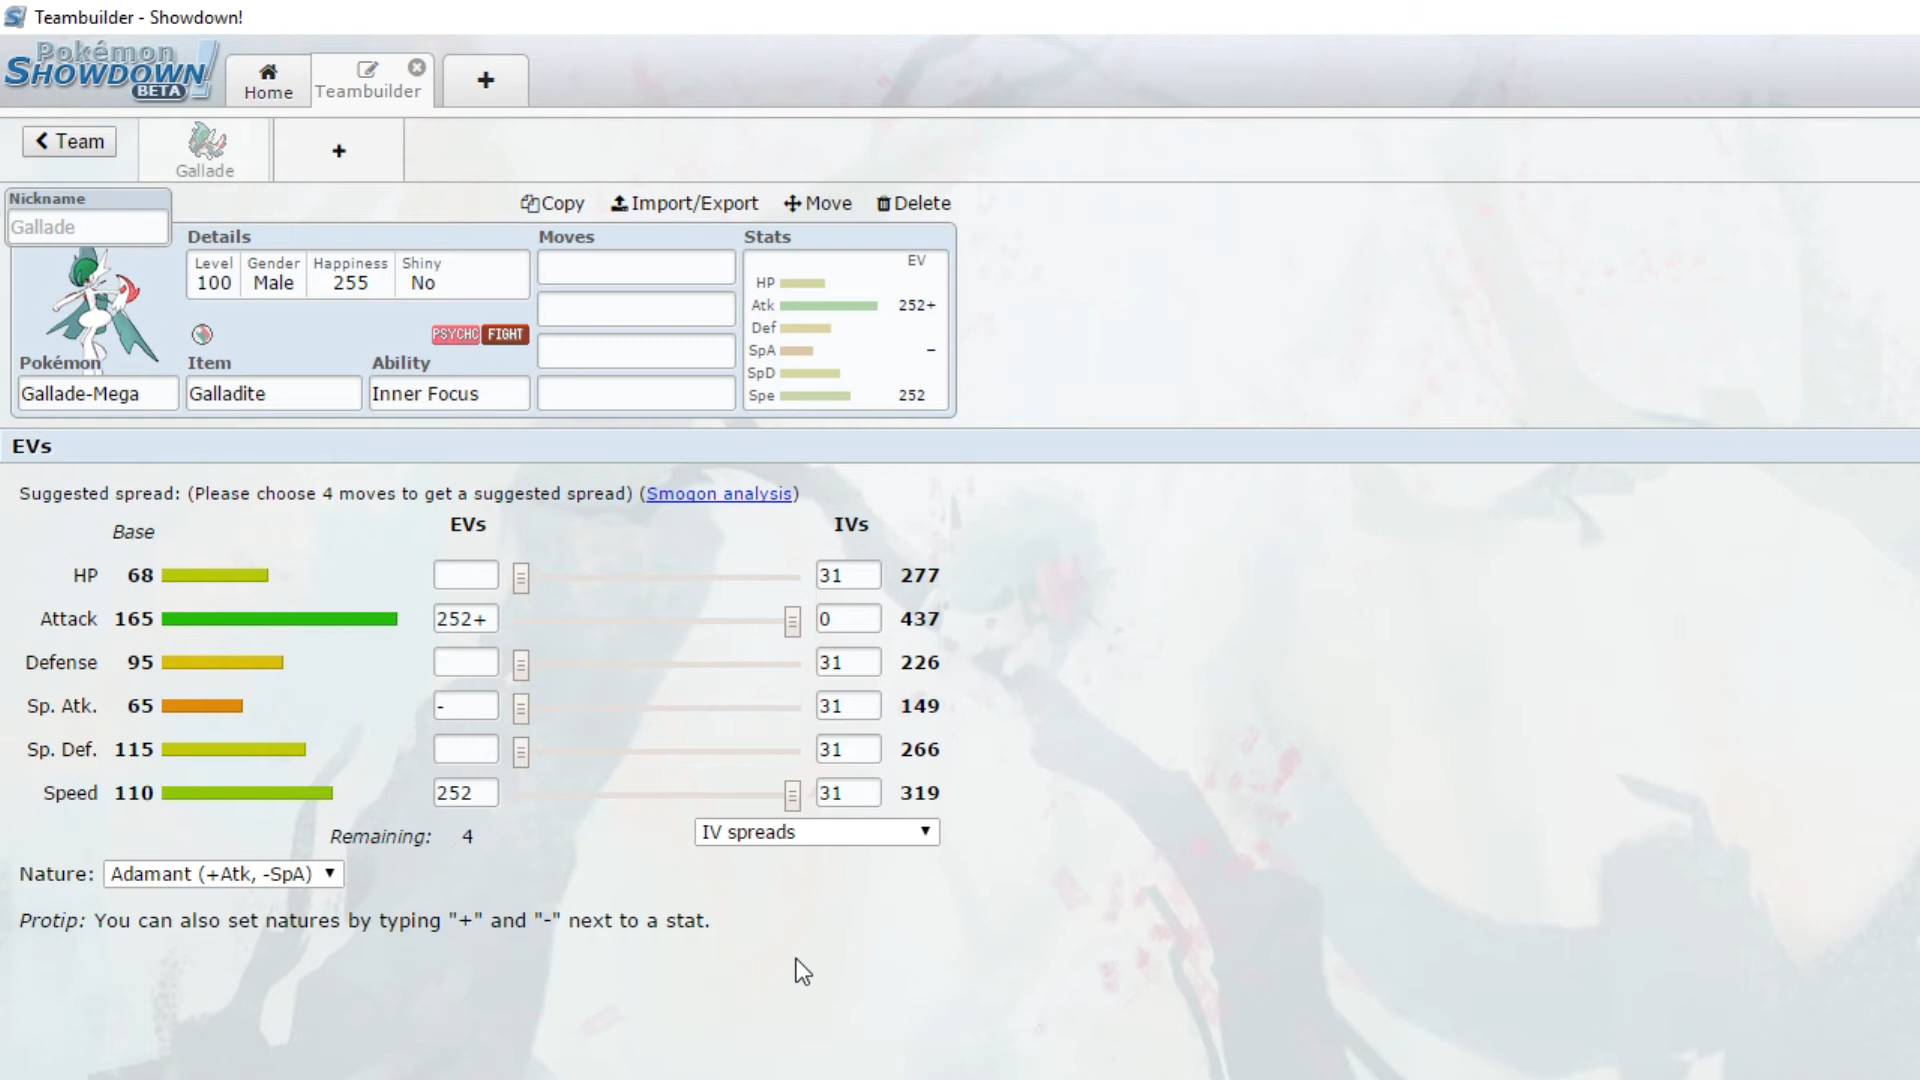 Teambuilder - Showdown!
Pokémon
SHOWDOWN!
BETA
Home
Teambuilder
+
Team
Gallade
+
Nickname
Gallade
Copy Import/Export Move Delete
Details Moves Stats
Level Gender Happiness Shiny
100 Male 255 No
EV
HP
Atk 252+
Def
SpA –
SpD
Spe 252
PSYCHC FIGHT
Pokémon Item Ability
Gallade-Mega Galladite Inner Focus
EVs
Suggested spread: (Please choose 4 moves to get a suggested spread) (Smogon analysis)
Base EVs IVs
HP 68 31 277
Attack 165 252+ 0 437
Defense 95 31 226
Sp. Atk. 65 - 31 149
Sp. Def. 115 31 266
Speed 110 252 31 319
Remaining: 4 IV spreads
Nature: Adamant (+Atk, -SpA)
Protip: You can also set natures by typing "+" and "-" next to a stat.